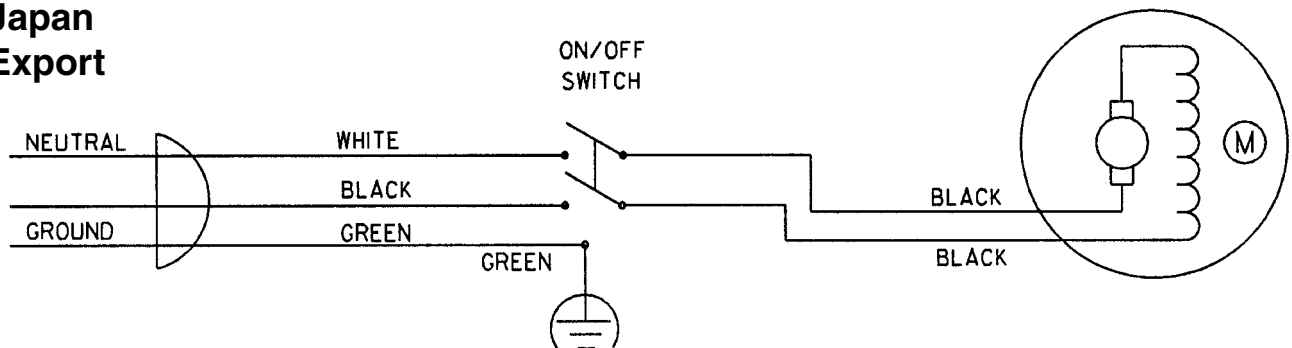 Japan
Export
ON/OFF
SWITCH
NEUTRAL
WHITE
BLACK
GROUND
GREEN
GREEN
BLACK
BLACK
M